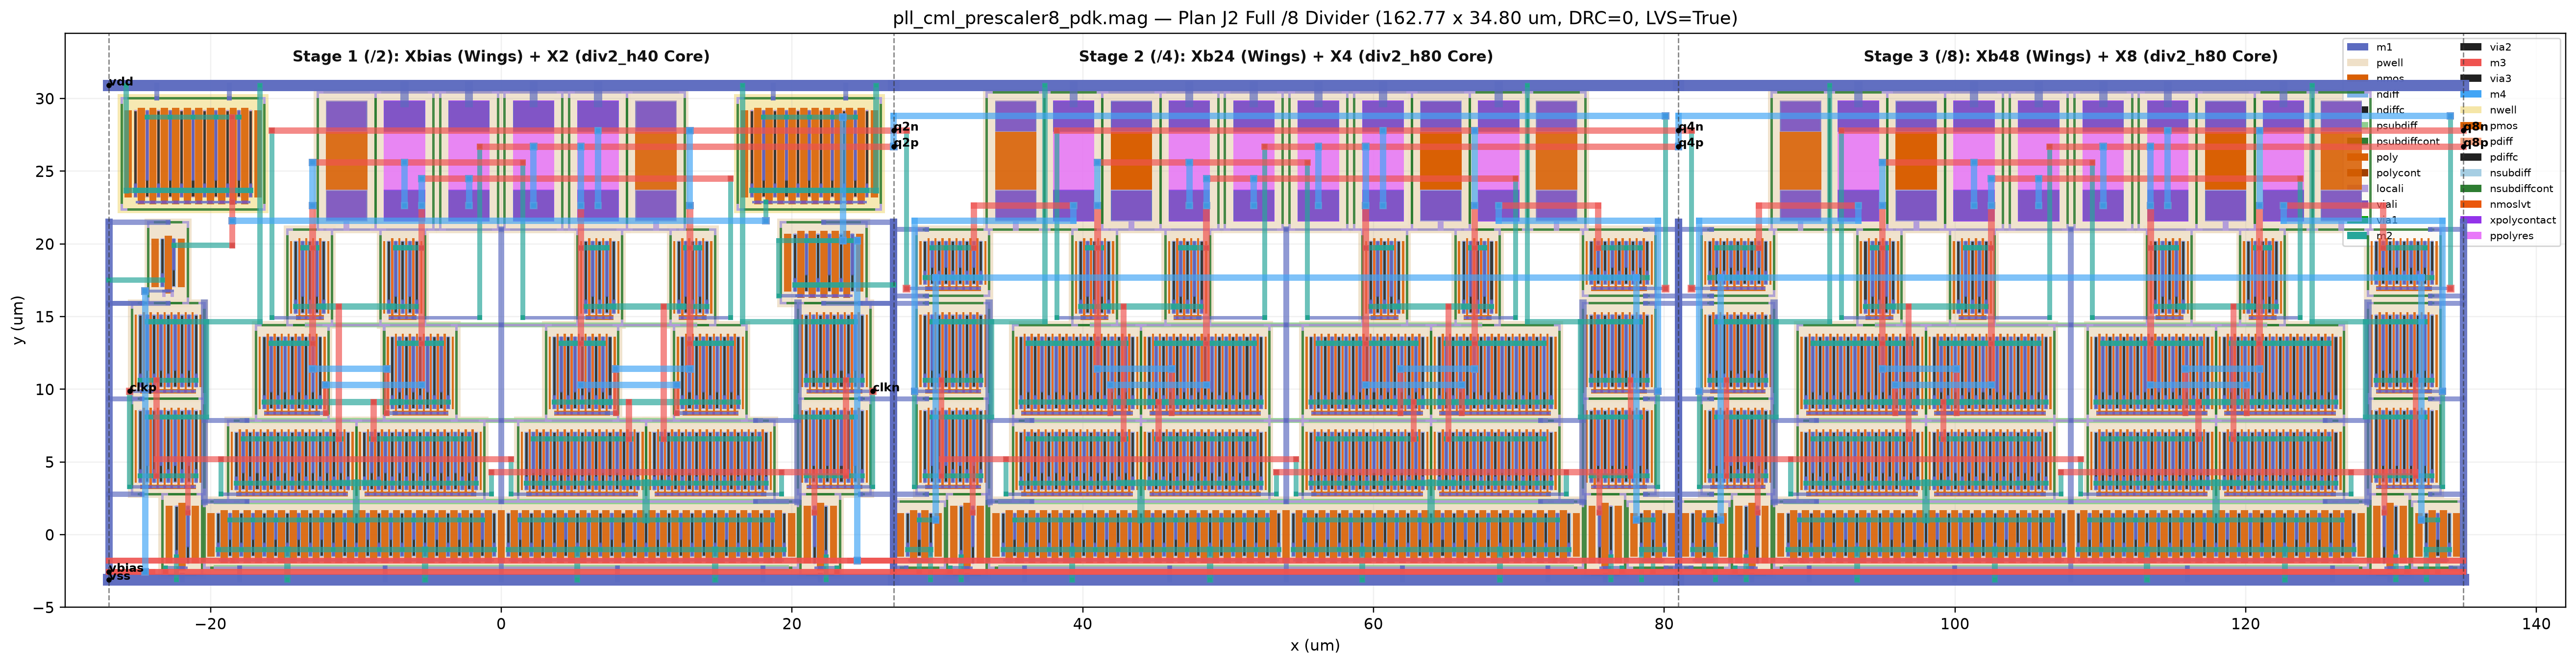 pll_cml_prescaler8_pdk.mag — Plan J2 Full /8 Divider (162.77 x 34.80 um, DRC=0, LVS=True)
Stage 1 (/2): Xbias (Wings) + X2 (div2_h40 Core)
Stage 2 (/4): Xb24 (Wings) + X4 (div2_h80 Core)
Stage 3 (/8): Xb48 (Wings) + X8 (div2_h80 Core)
m1
pwell
nmos
ndiff
ndiffc
psubdiff
psubdiffcont
poly
polycont
locali
viali
via1
m2
via2
m3
via3
m4
nwell
pmos
pdiff
pdiffc
nsubdiff
nsubdiffcont
nmoslvt
xpolycontact
ppolyres
vdd
q2n
q2p
q4n
q4p
q8n
q8p
clkp
clkn
vbias
vss
y (um)
30
25
20
15
10
5
0
−5
−20
0
20
40
60
80
100
120
140
x (um)